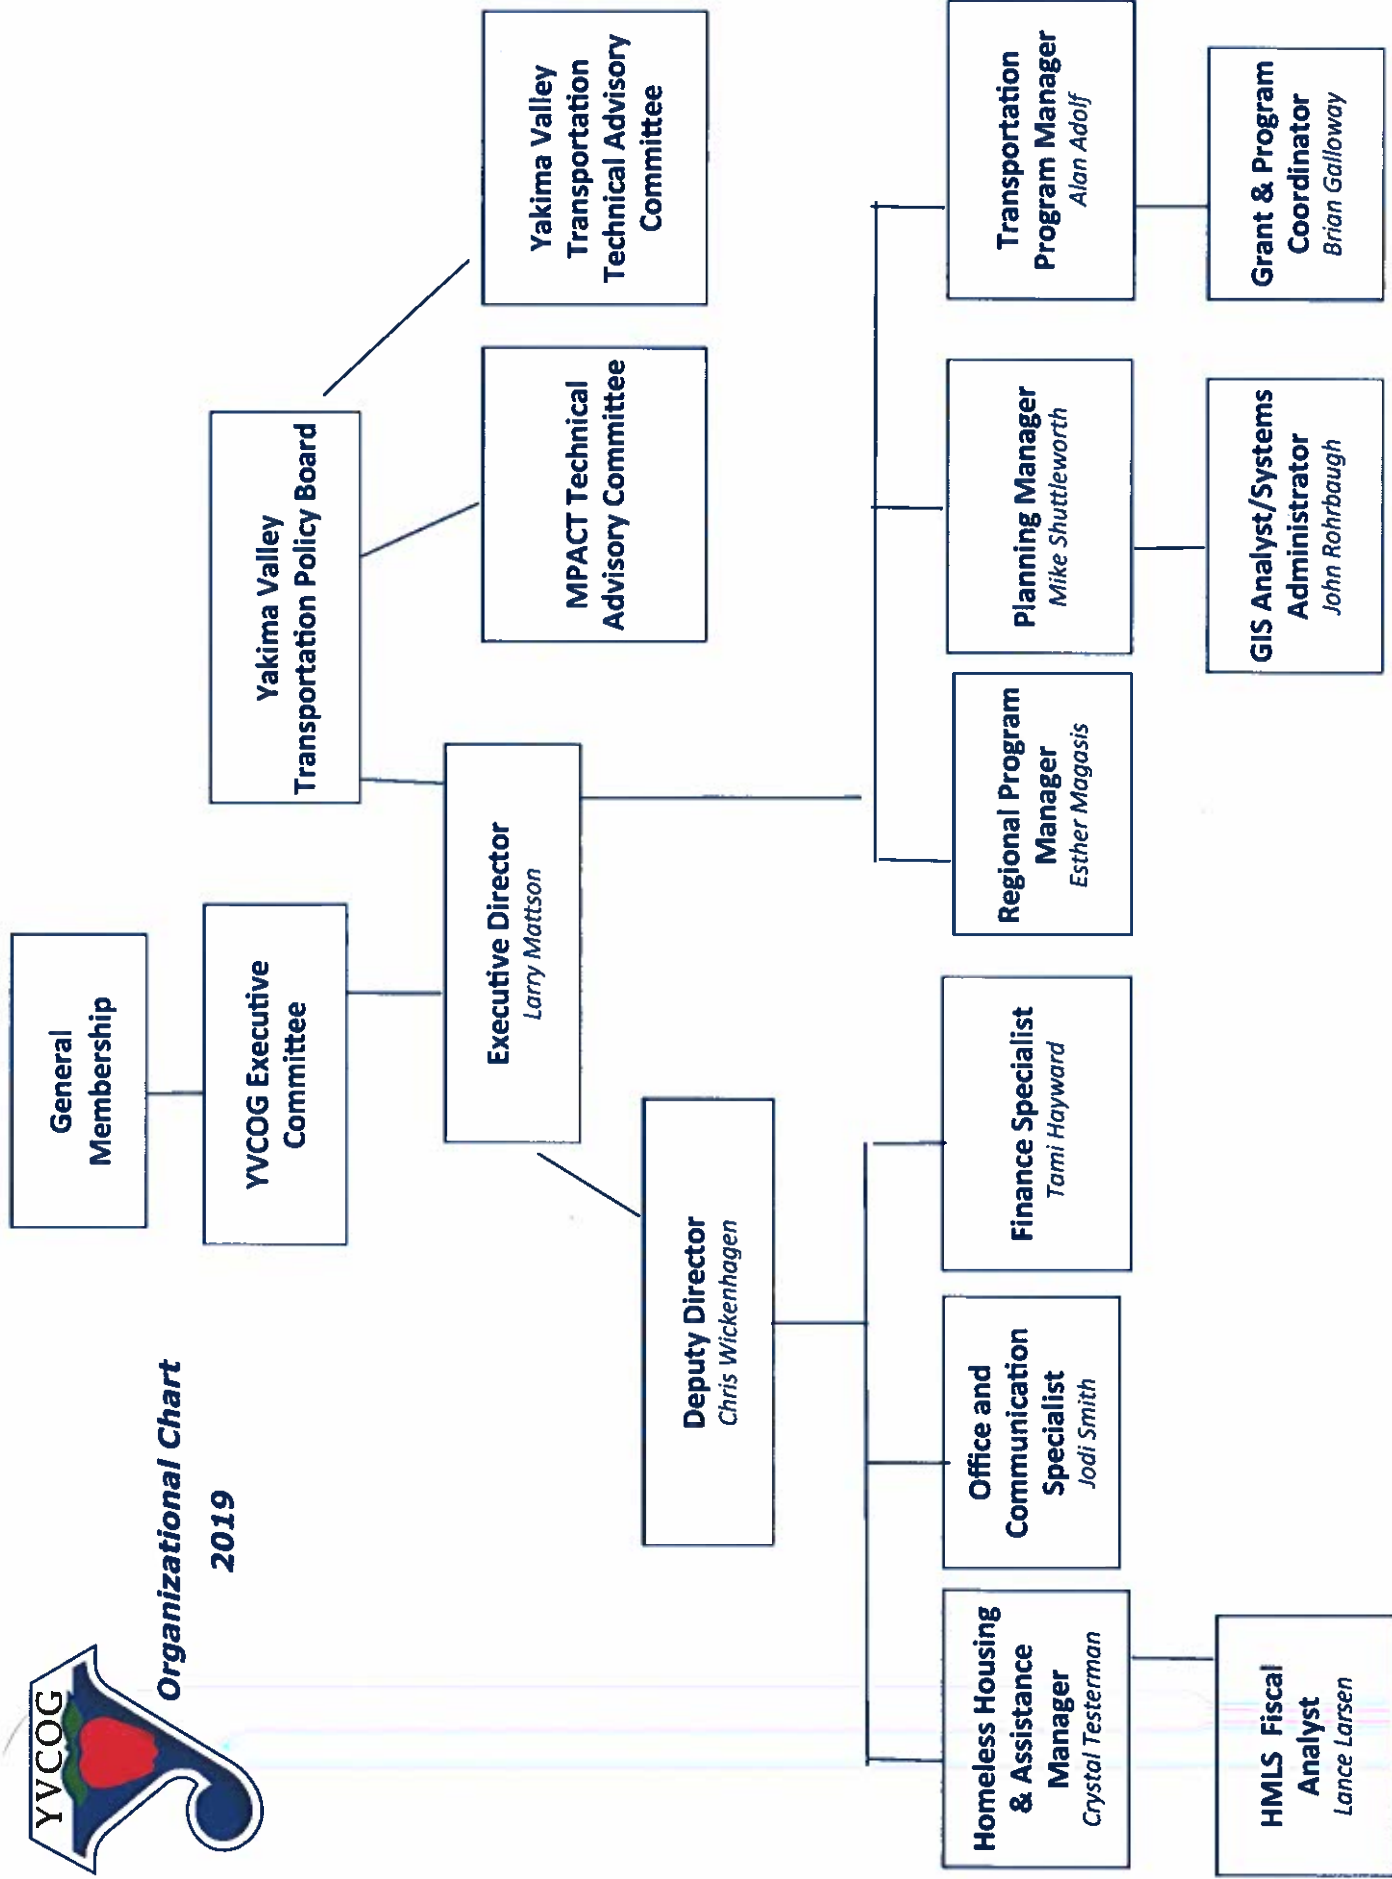 YVCOG
Organizational Chart
2019
General
Membership
YVCOG Executive
Committee
Yakima Valley
Transportation Policy Board
Executive Director
Larry Mattson
MPACT Technical
Advisory Committee
Yakima Valley
Transportation
Technical Advisory
Committee
Deputy Director
Chris Wickenhagen
Homeless Housing
& Assistance
Manager
Crystal Testerman
Office and
Communication
Specialist
Jodi Smith
Finance Specialist
Tami Hayward
Regional Program
Manager
Esther Magasis
Planning Manager
Mike Shuttleworth
Transportation
Program Manager
Alan Adolf
HMLS Fiscal
Analyst
Lance Larsen
GIS Analyst/Systems
Administrator
John Rohrbaugh
Grant & Program
Coordinator
Brian Galloway